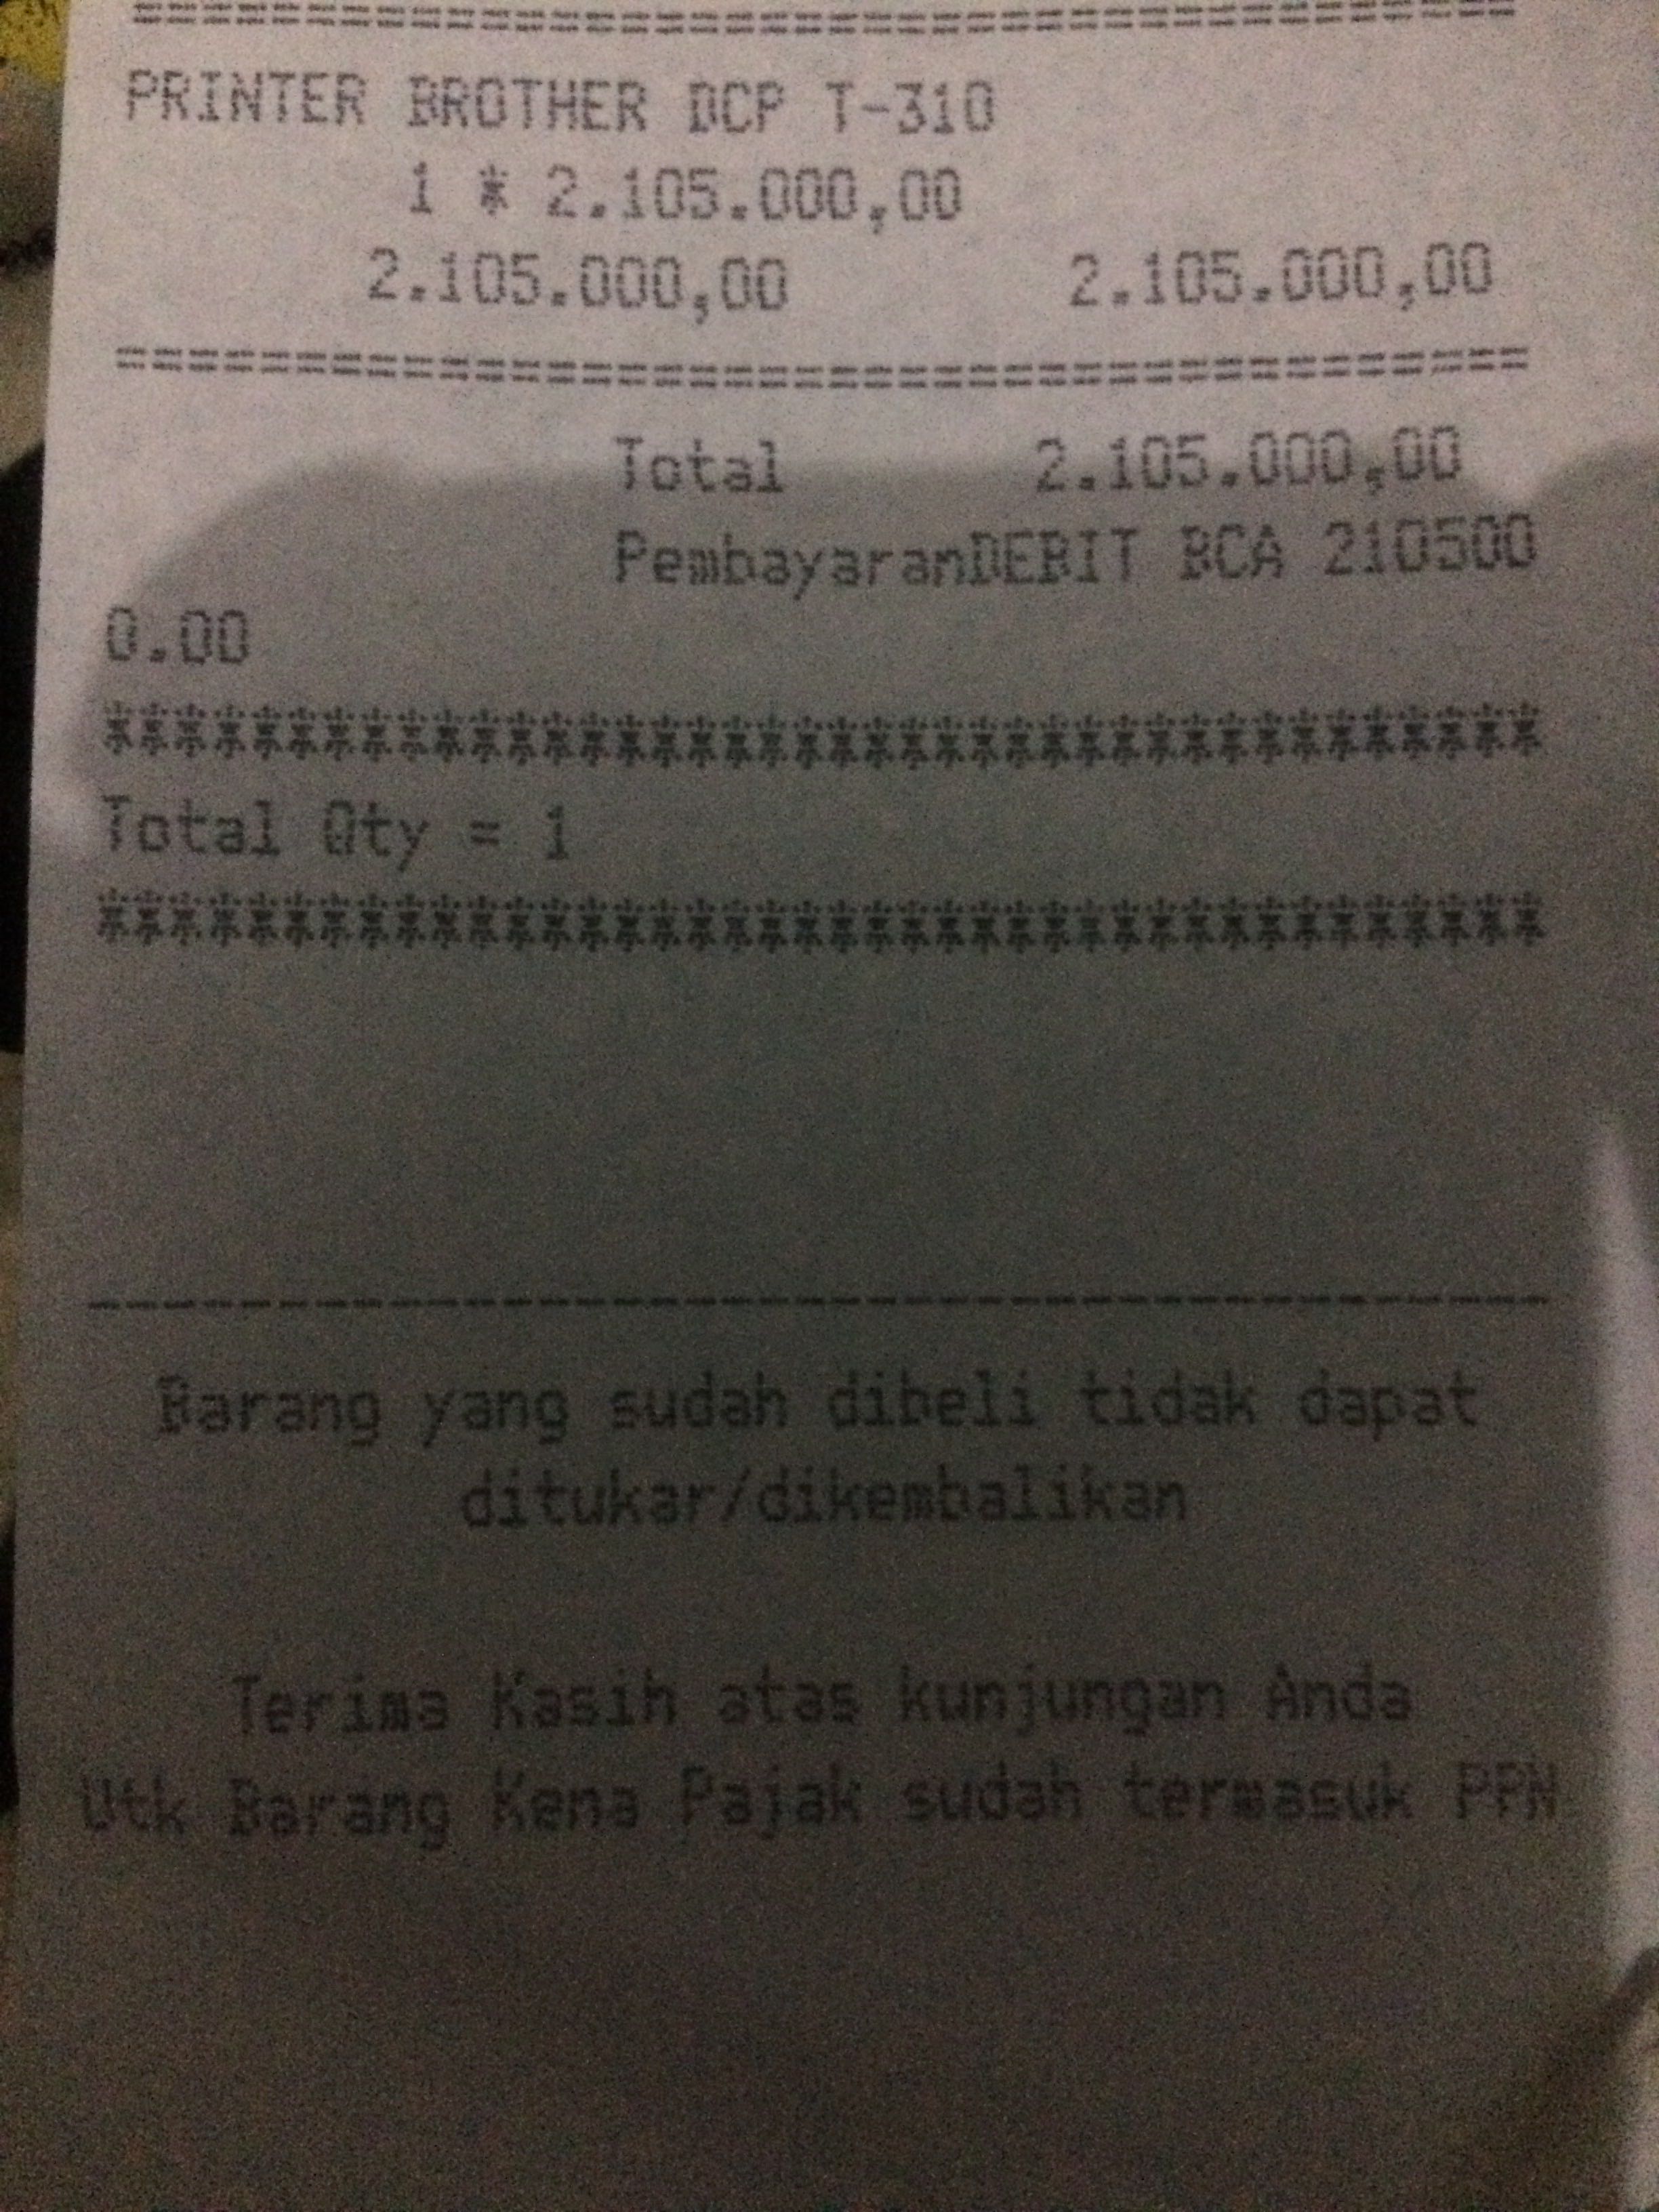 ================================
PRINTER BROTHER DCP T-310
1 * 2.105.000,00
2.105.000,00 2.105.000,00
========================================
Total 2.105.000,00
PembayaranDEBIT BCA 210500
0.00
****************************************
Total Qty = 1
****************************************
----------------------------------------
Barang yang sudah dibeli tidak dapat
ditukar/dikembalikan
Terima Kasih atas kunjungan Anda
Utk Barang Kena Pajak sudah termasuk PPN